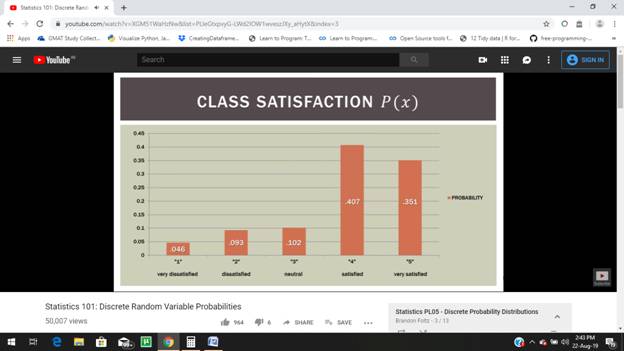 Statistics 101: Discrete Rando
youtube.com/watch?v=XGM51WaHzNw&list=PLIeGtxpvyG-LWd2IOW1wveszJXy_aHytX&index=3
Apps GMAT Study Collect... Python Visualize Python, Ja... CreatingDataframe... Learn to Program: T... Learn to Program:... Open Source tools f... 12 Tidy data | R for... free-programming-...
YouTube
Search
SIGN IN
CLASS SATISFACTION P(x)
0.45
0.4
0.35
0.3
0.25
0.2
0.15
0.1
0.05
0
.046 .093 .102 .407 .351
PROBABILITY
"1" "2" "3" "4" "5"
very dissatisfied dissatisfied neutral satisfied very satisfied
Statistics 101: Discrete Random Variable Probabilities
50,007 views
964 6 SHARE SAVE
Statistics PL05 - Discrete Probability Distributions
Brandon Foltz - 3 / 13
2:43 PM
22-Aug-19